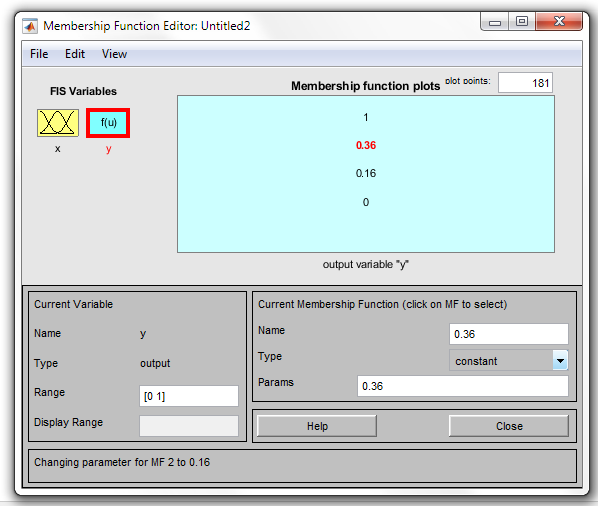 Membership Function Editor: Untitled2
File Edit View
FIS Variables
Membership function plots plot points: 181
f(u)
x y
1
0.36
0.16
0
output variable "y"
Current Variable
Name y
Type output
Range [0 1]
Display Range
Current Membership Function (click on MF to select)
Name 0.36
Type constant
Params 0.36
Help Close
Changing parameter for MF 2 to 0.16